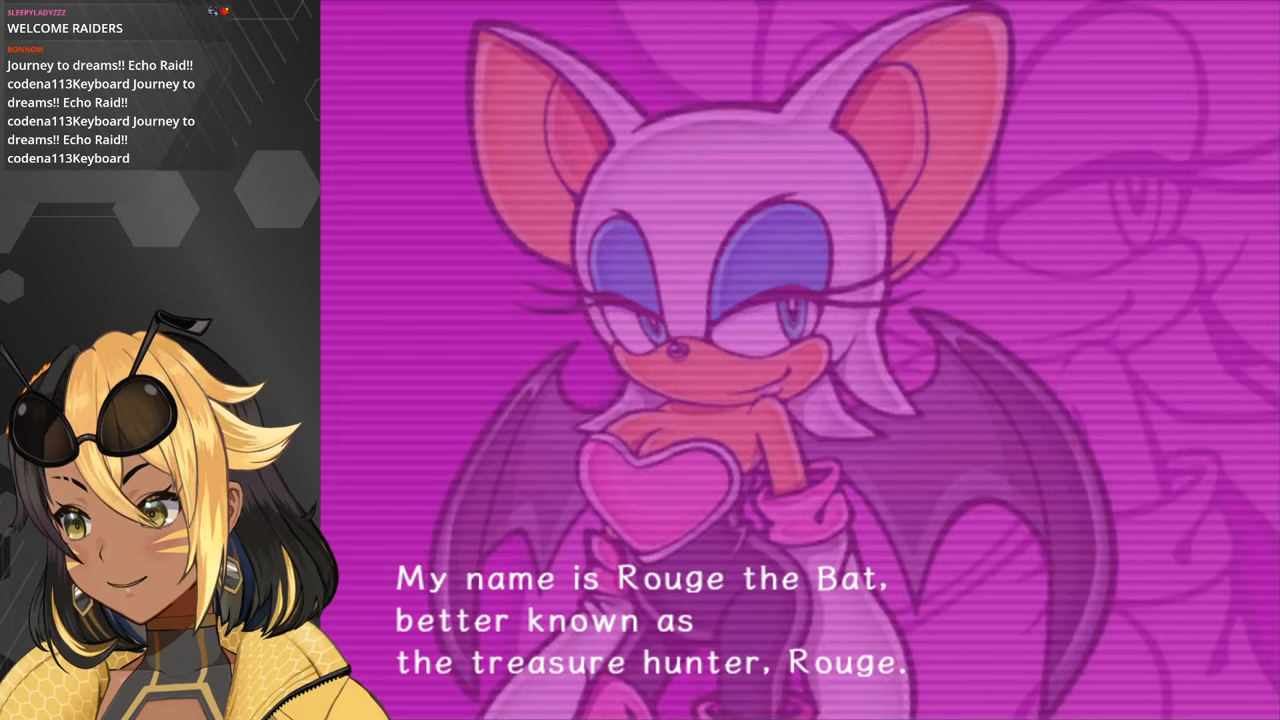 SLEEPYLADYZZZ
WELCOME RAIDERS
BONNOM
Journey to dreams!! Echo Raid!!
codena113Keyboard Journey to
dreams!! Echo Raid!!
codena113Keyboard Journey to
dreams!! Echo Raid!!
codena113Keyboard
My name is Rouge the Bat,
better known as
the treasure hunter, Rouge.